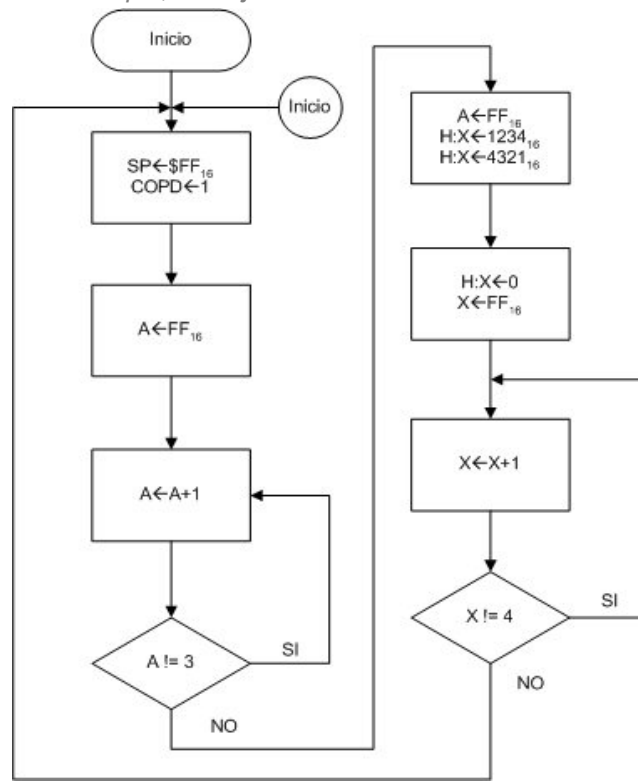 Inicio
Inicio
SP←$FF₁₆
COPD←1
A←FF₁₆
A←A+1
A != 3
SI
NO
A←FF₁₆
H:X←1234₁₆
H:X←4321₁₆
H:X←0
X←FF₁₆
X←X+1
X != 4
SI
NO